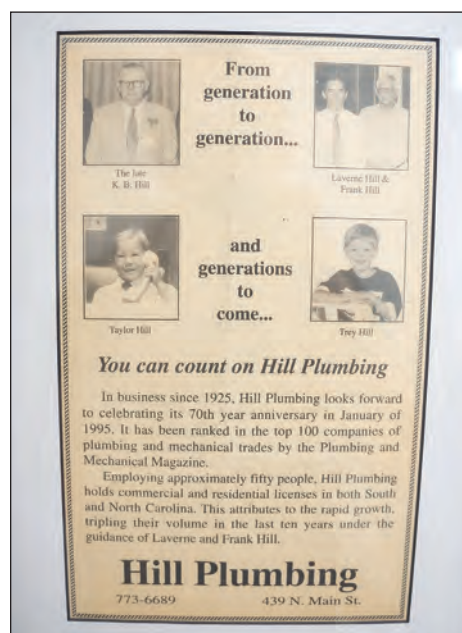 From
generation
to
generation...
The late
K. B. Hill
Laverne Hill &
Frank Hill
and
generations
to
come...
Taylor Hill
Trey Hill
You can count on Hill Plumbing
In business since 1925, Hill Plumbing looks forward
to celebrating its 70th year anniversary in January of
1995. It has been ranked in the top 100 companies of
plumbing and mechanical trades by the Plumbing and
Mechanical Magazine.
Employing approximately fifty people, Hill Plumbing
holds commercial and residential licenses in both South
and North Carolina. This attributes to the rapid growth,
tripling their volume in the last ten years under the
guidance of Laverne and Frank Hill.
Hill Plumbing
773-6689 439 N. Main St.